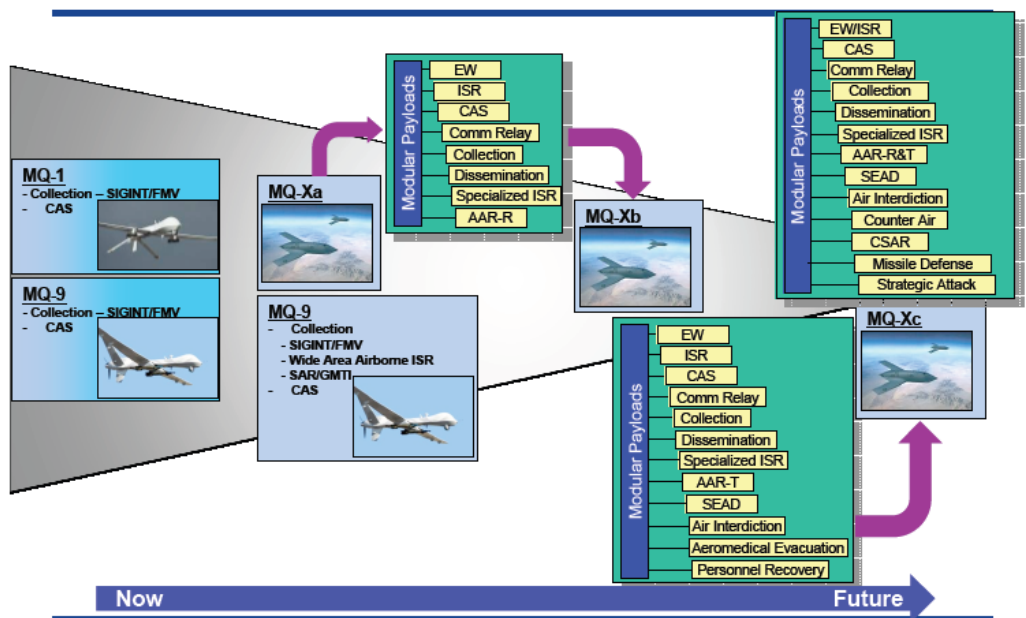 MQ-1
- Collection – SIGINT/FMV
- CAS
MQ-9
- Collection – SIGINT/FMV
- CAS
MQ-Xa
MQ-9
- Collection
- SIGINT/FMV
- Wide Area Airborne ISR
- SAR/GMTI
- CAS
Modular Payloads
EW
ISR
CAS
Comm Relay
Collection
Dissemination
Specialized ISR
AAR-R
MQ-Xb
Modular Payloads
EW
ISR
CAS
Comm Relay
Collection
Dissemination
Specialized ISR
AAR-T
SEAD
Air Interdiction
Aeromedical Evacuation
Personnel Recovery
MQ-Xc
Modular Payloads
EW/ISR
CAS
Comm Relay
Collection
Dissemination
Specialized ISR
AAR-R&T
SEAD
Air Interdiction
Counter Air
CSAR
Missile Defense
Strategic Attack
Now
Future